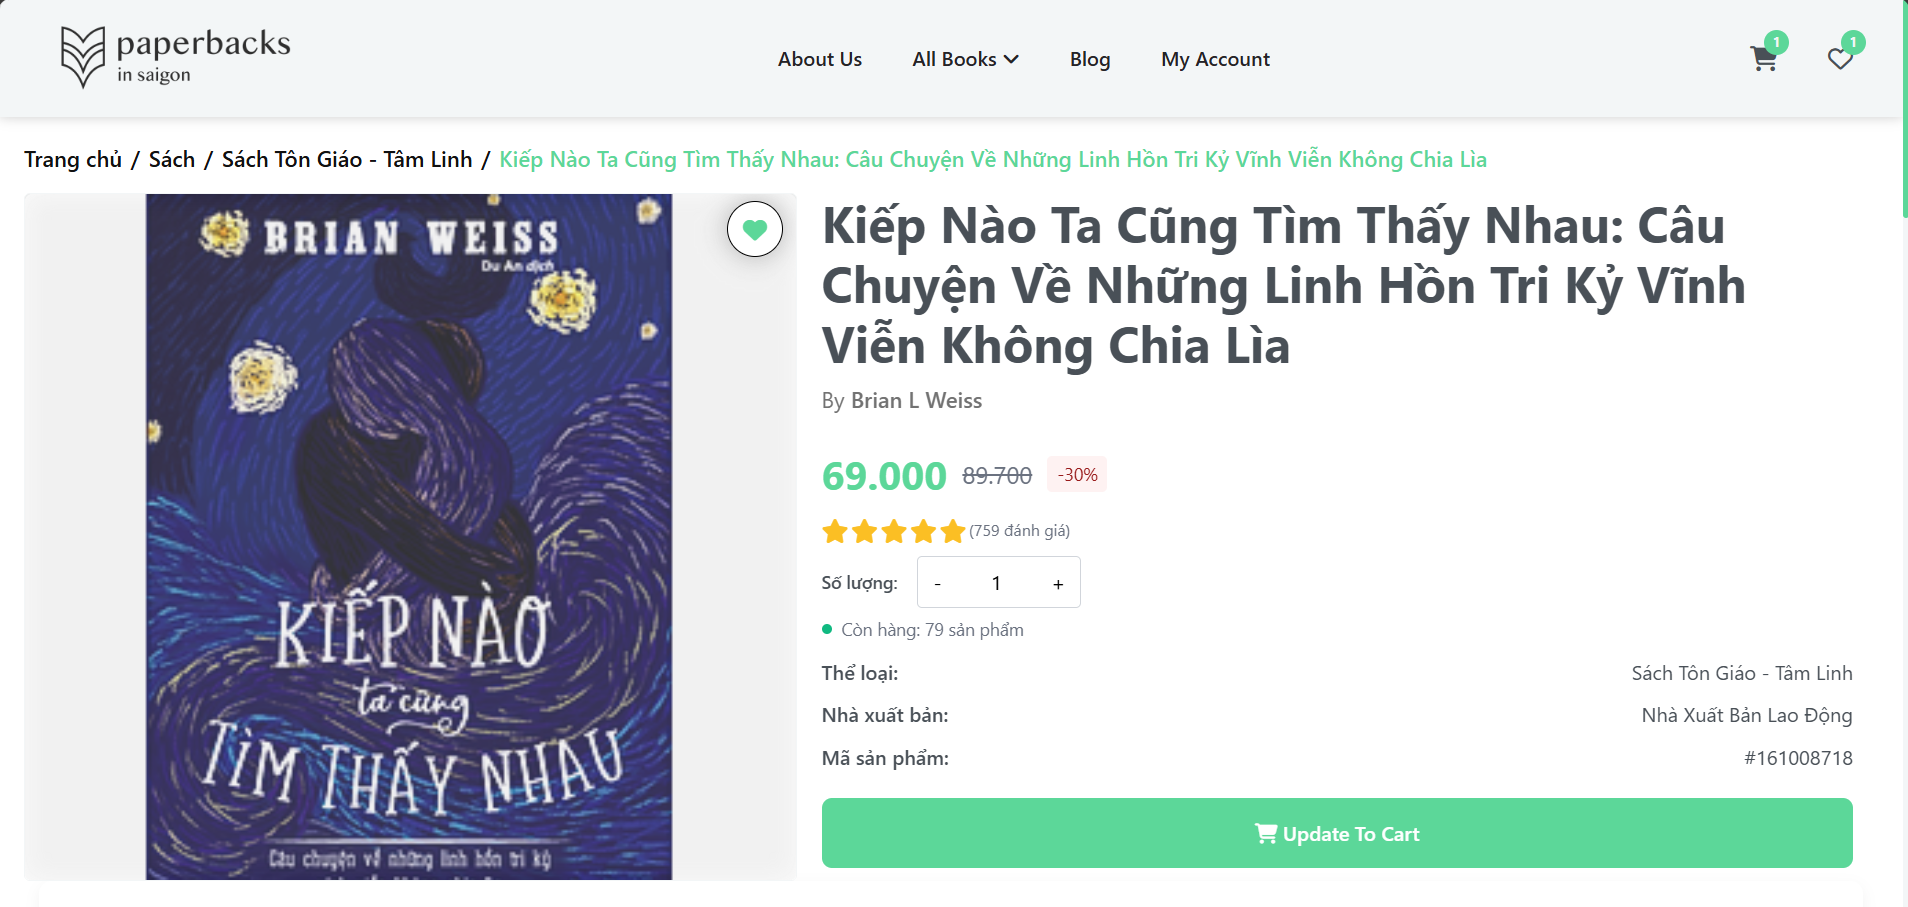 paperbacks
in saigon
About Us
All Books
Blog
My Account
1
1
Trang chủ / Sách / Sách Tôn Giáo - Tâm Linh / Kiếp Nào Ta Cũng Tìm Thấy Nhau: Câu Chuyện Về Những Linh Hồn Tri Kỷ Vĩnh Viễn Không Chia Lìa
BRIAN WEISS
Du An dịch
KIẾP NÀO
ta cũng
TÌM THẤY NHAU
Câu chuyện về những linh hồn tri kỷ
Kiếp Nào Ta Cũng Tìm Thấy Nhau: Câu
Chuyện Về Những Linh Hồn Tri Kỷ Vĩnh
Viễn Không Chia Lìa
By Brian L Weiss
69.000 89.700 -30%
(759 đánh giá)
Số lượng: - 1 +
Còn hàng: 79 sản phẩm
Thể loại: Sách Tôn Giáo - Tâm Linh
Nhà xuất bản: Nhà Xuất Bản Lao Động
Mã sản phẩm: #161008718
Update To Cart